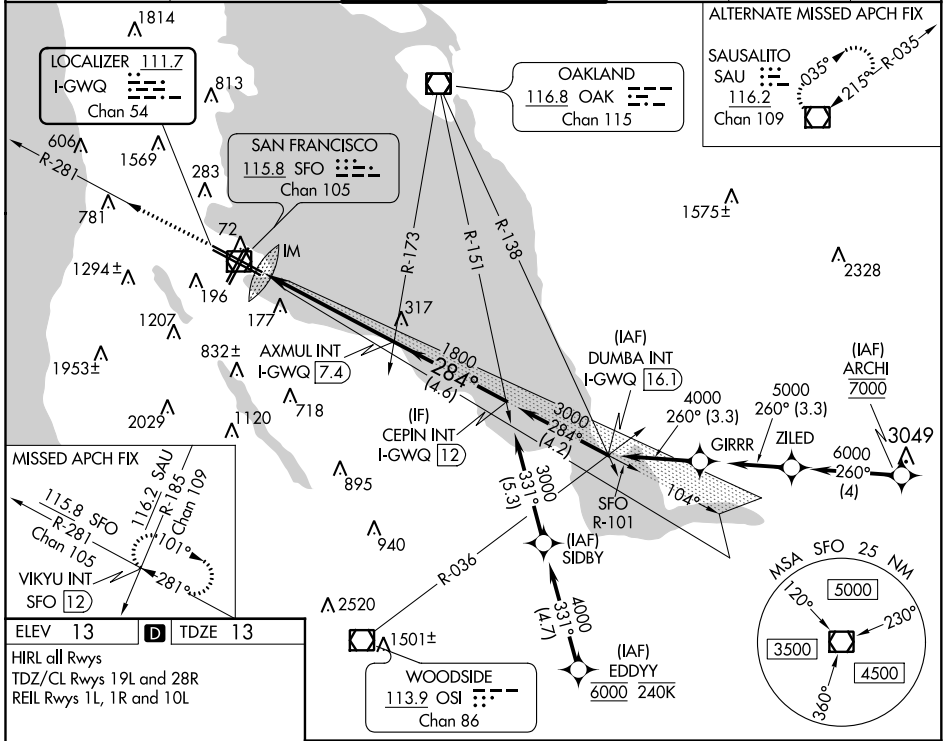 1814
LOCALIZER 111.7
I-GWQ
Chan 54
813
606
1569
R-281
283
781
SAN FRANCISCO
115.8 SFO
Chan 105
72
IM
OAKLAND
116.8 OAK
Chan 115
ALTERNATE MISSED APCH FIX
SAUSALITO
SAU
116.2
Chan 109
035°
215°
R-035
R-173
R-151
R-138
1575±
2328
1294±
196
177
1207
1953±
832±
317
AXMUL INT
I-GWQ 7.4
1800
284°
(4.6)
718
2029
1120
(IF)
CEPIN INT
I-GWQ 12
3000
284°
(4.2)
(IAF)
DUMBA INT
I-GWQ 16.1
4000
260° (3.3)
GIRRR
5000
260° (3.3)
ZILED
(IAF)
ARCHI
7000
3049
6000
260°
(4)
SFO
R-101
104°
3000
331°
(5.3)
(IAF)
SIDBY
4000
331°
(4.7)
(IAF)
EDDYY
6000 240K
895
940
R-036
2520
1501±
WOODSIDE
113.9 OSI
Chan 86
MISSED APCH FIX
115.8 SFO
R-281
Chan 105
116.2 SAU
R-185
Chan 109
101°
281°
VIKYU INT
SFO 12
MSA SFO 25 NM
120°
5000
230°
3500
4500
360°
ELEV 13
D
TDZE 13
HIRL all Rwys
TDZ/CL Rwys 19L and 28R
REIL Rwys 1L, 1R and 10L